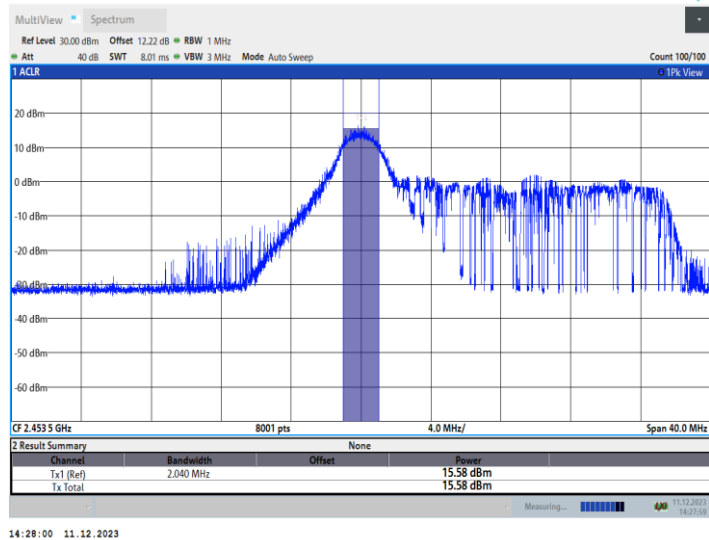 MultiView Spectrum
Ref Level 30.00 dBm Offset 12.22 dB RBW 1 MHz
Att 40 dB SWT 8.01 ms VBW 3 MHz Mode Auto Sweep Count 100/100
1 ACLR 1Pk View
20 dBm
10 dBm
0 dBm
-10 dBm
-20 dBm
-30 dBm
-40 dBm
-50 dBm
-60 dBm
CF 2.453 5 GHz 8001 pts 4.0 MHz/ Span 40.0 MHz
2 Result Summary None
Channel Bandwidth Offset Power
Tx1 (Ref) 2.040 MHz 15.58 dBm
Tx Total 15.58 dBm
Measuring... 11.12.2023
14:27:59
14:28:00 11.12.2023